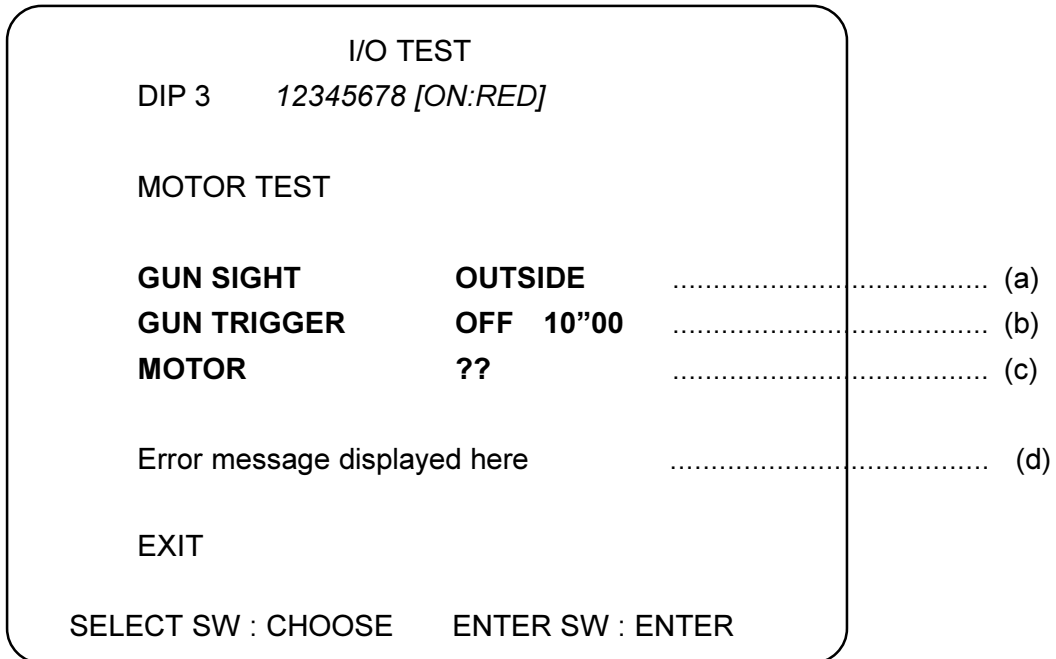 I/O TEST
DIP 3 12345678 [ON:RED]
MOTOR TEST
GUN SIGHT OUTSIDE ...................................... (a)
GUN TRIGGER OFF 10”00 ...................................... (b)
MOTOR ?? ...................................... (c)
Error message displayed here ...................................... (d)
EXIT
SELECT SW : CHOOSE ENTER SW : ENTER